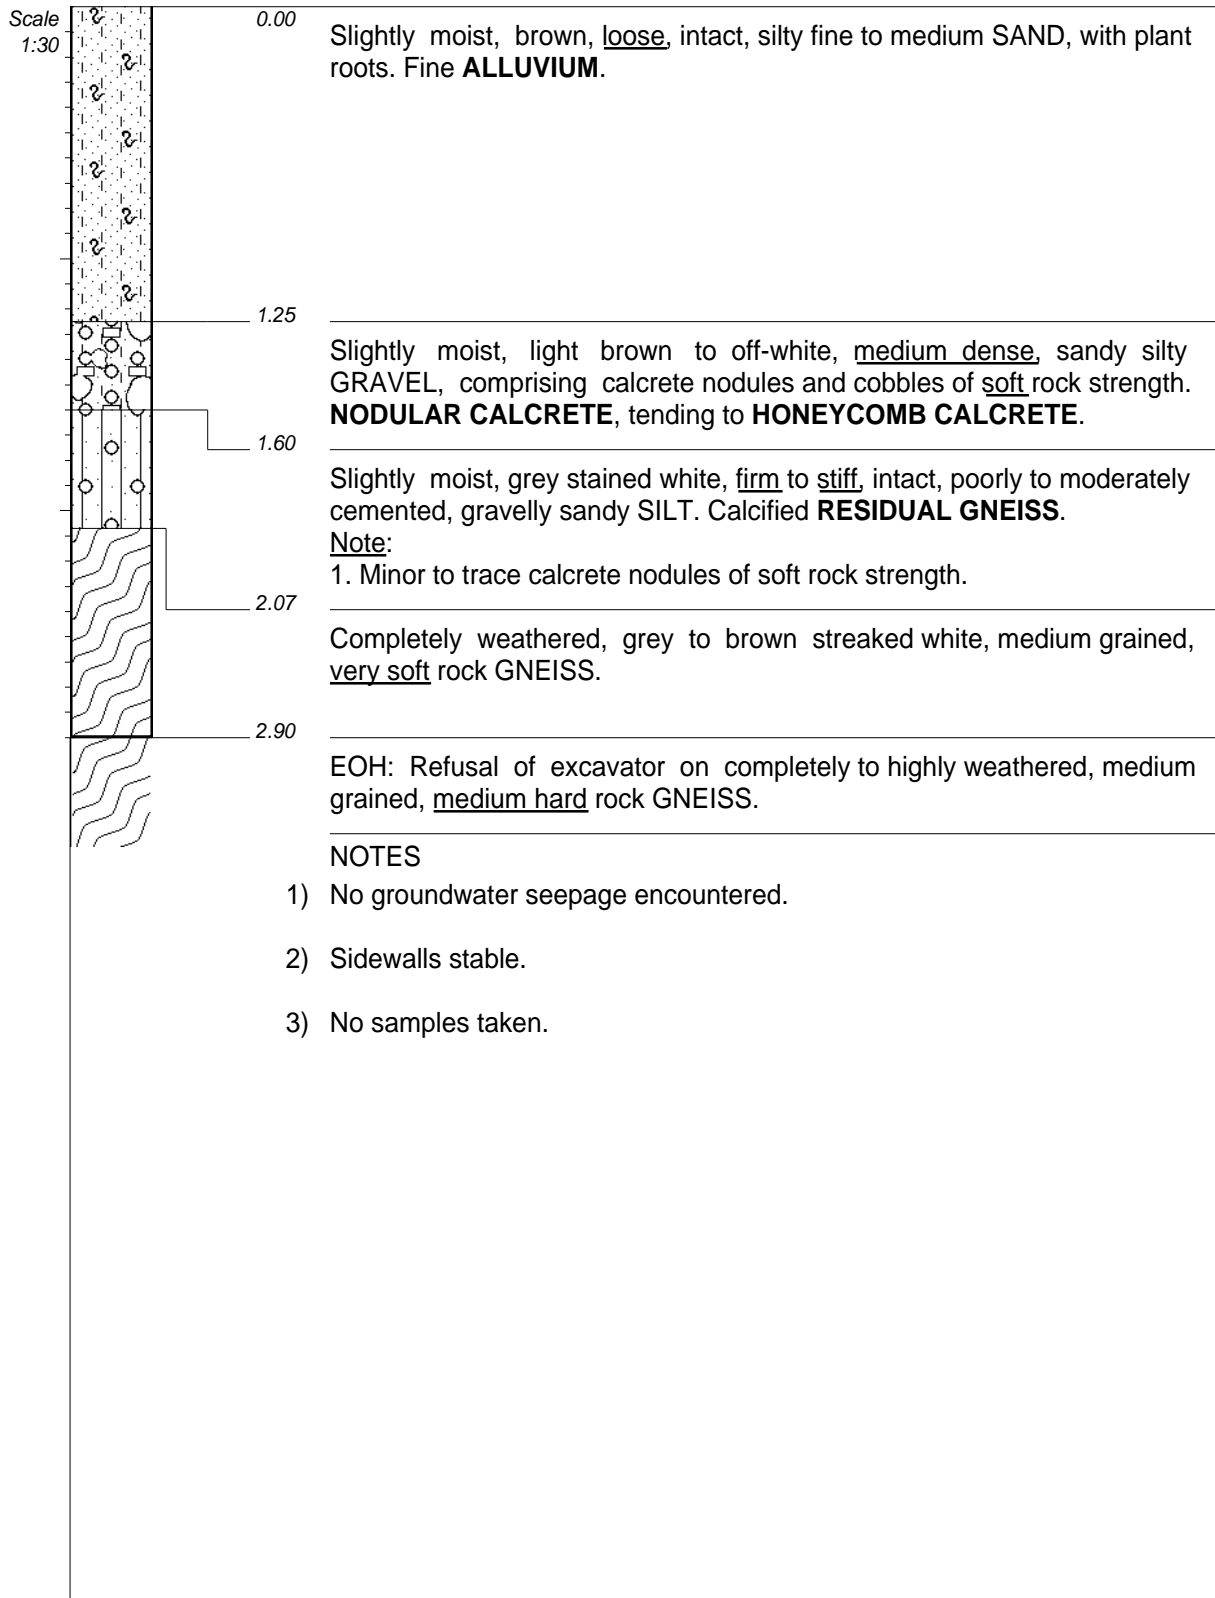 Scale
1:30
0.00
Slightly moist, brown, loose, intact, silty fine to medium SAND, with plant
roots. Fine ALLUVIUM.
1.25
Slightly moist, light brown to off-white, medium dense, sandy silty
GRAVEL, comprising calcrete nodules and cobbles of soft rock strength.
NODULAR CALCRETE, tending to HONEYCOMB CALCRETE.
1.60
Slightly moist, grey stained white, firm to stiff, intact, poorly to moderately
cemented, gravelly sandy SILT. Calcified RESIDUAL GNEISS.
Note:
1. Minor to trace calcrete nodules of soft rock strength.
2.07
Completely weathered, grey to brown streaked white, medium grained,
very soft rock GNEISS.
2.90
EOH: Refusal of excavator on completely to highly weathered, medium
grained, medium hard rock GNEISS.
NOTES
1) No groundwater seepage encountered.
2) Sidewalls stable.
3) No samples taken.